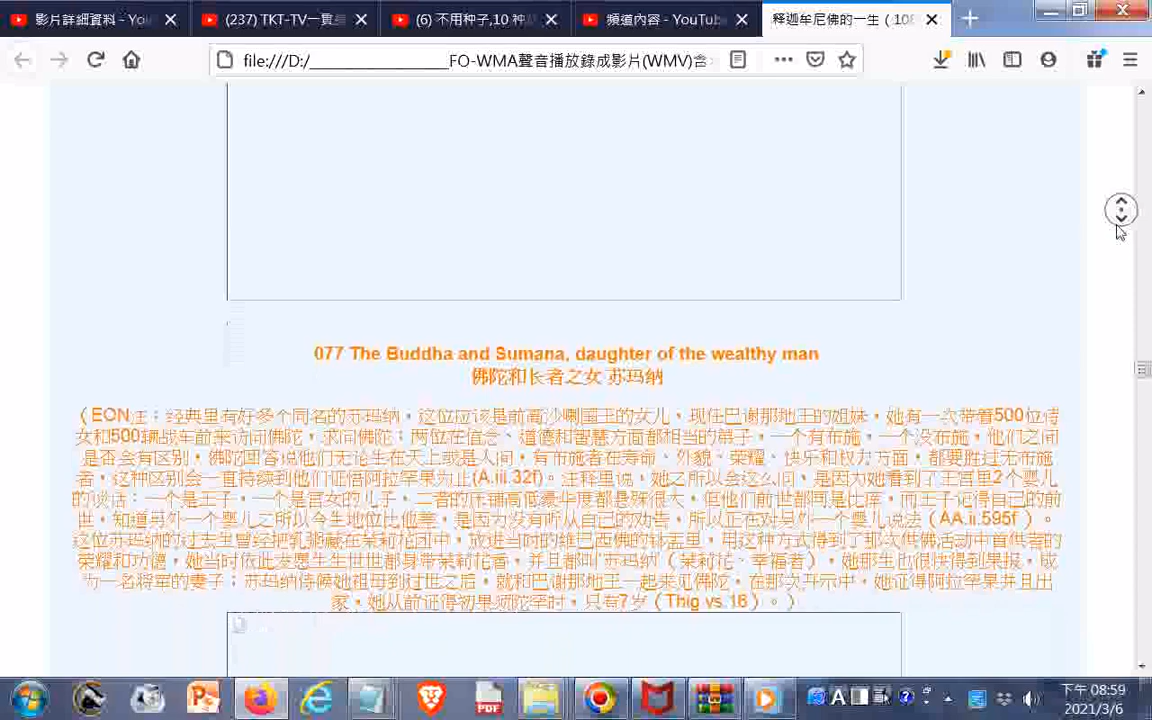 影片詳細資料 - You
(237) TKT-TV一貫
(6) 不用种子,10 种
頻道內容 - YouTub
释迦牟尼佛的一生 ( 108
file:///D:/______________FO-WMA聲音播放錄成影片(WMV)含
077 The Buddha and Sumana, daughter of the wealthy man
佛陀和长者之女 苏玛纳
(EON注：经典里有好多个同名的苏玛纳，这位应该是前高沙喇国王的女儿，现任巴谢那地王的姐妹，她有一次带着500位侍
女和500辆战车前来访问佛陀，求问佛陀：两位在信念、道德和智慧方面都相当的弟子，一个有布施，一个没布施，他们之间
是否会有区别，佛陀回答说他们无论生在天上或是人间，有布施者在寿命、外貌、荣耀、快乐和权力方面，都要胜过无布施
者，这种区别会一直持续到他们证悟阿拉罕果为止(A.iii.32f)。注释里说，她之所以会这么问，是因为她看到了王宫里2个婴儿
的谈话：一个是王子，一个是宫女的儿子，二者的床铺高低豪华度都悬殊很大，但他们前世都同是比库，而王子记得自己的前
世，知道另外一个婴儿之所以今生地位比他差，是因为没有听从自己的劝告，所以正在对另外一个婴儿说法（AA.ii.595f）。
这位苏玛纳的过去生曾经把乳粥藏在茉莉花团中，放进当时的维巴西佛的钵盂里，用这种方式得到了那次供佛活动中首供者的
荣耀和功德，她当时依此发愿生生世世都身带茉莉花香，并且都叫苏玛纳（茉莉花、幸福者），她那生也很快得到果报，成
为一名将军的妻子；苏玛纳侍候她祖母到过世之后，就和巴谢那地王一起来见佛陀，在那次开示中，她证得阿拉罕果并且出
家，她从前证得初果须陀洹时，只有7岁（Thig vs.16）。）
下午 08:59
2021/3/6